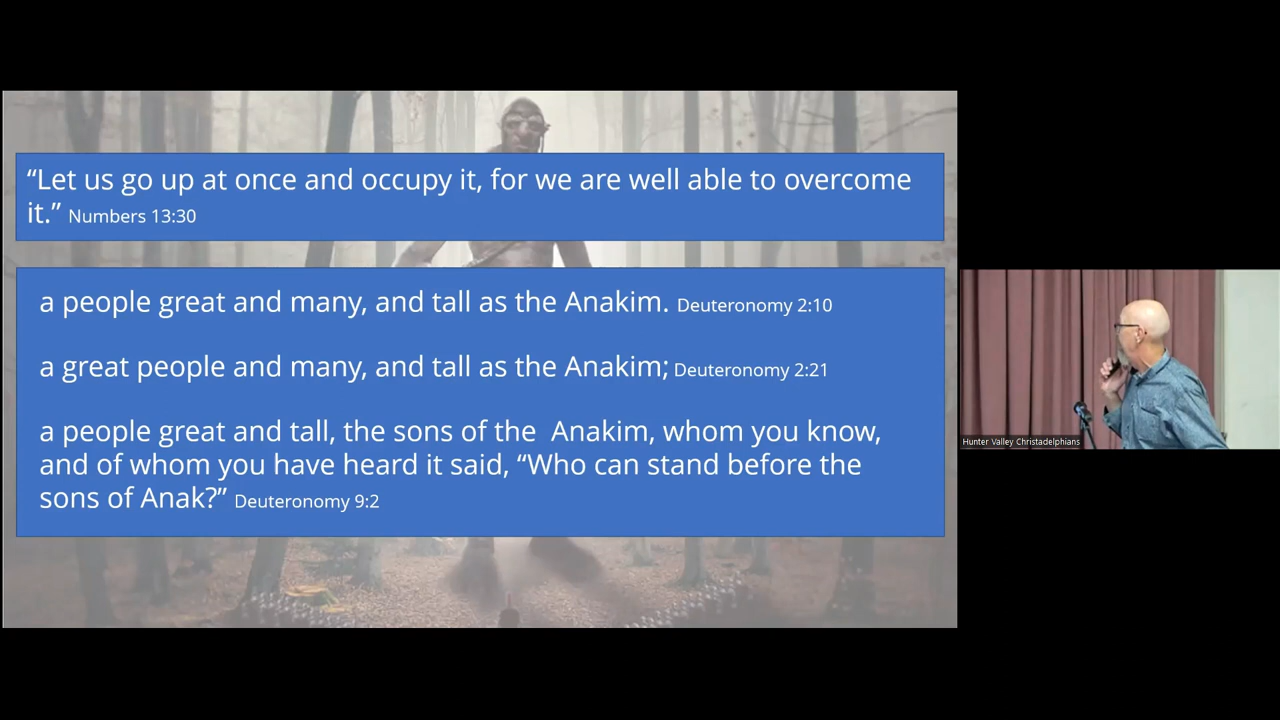 “Let us go up at once and occupy it, for we are well able to overcome
it.” Numbers 13:30
a people great and many, and tall as the Anakim. Deuteronomy 2:10
a great people and many, and tall as the Anakim; Deuteronomy 2:21
a people great and tall, the sons of the  Anakim, whom you know,
and of whom you have heard it said, “Who can stand before the
sons of Anak?” Deuteronomy 9:2
Hunter Valley Christadelphians